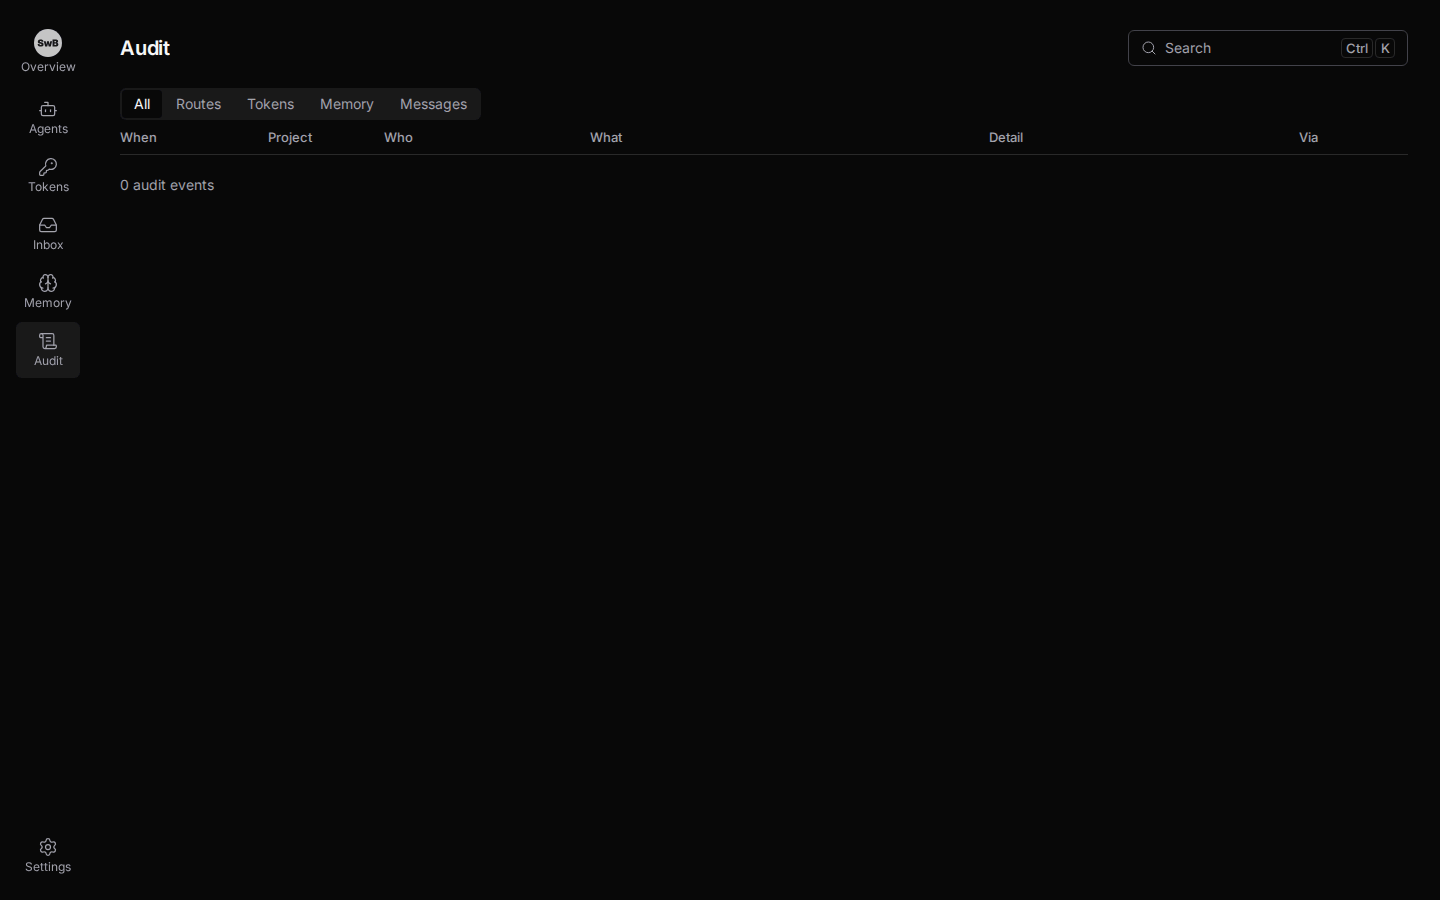 SwB
Overview
Agents
Tokens
Inbox
Memory
Audit
Settings
Audit
Search Ctrl K
All Routes Tokens Memory Messages
When Project Who What Detail Via
0 audit events